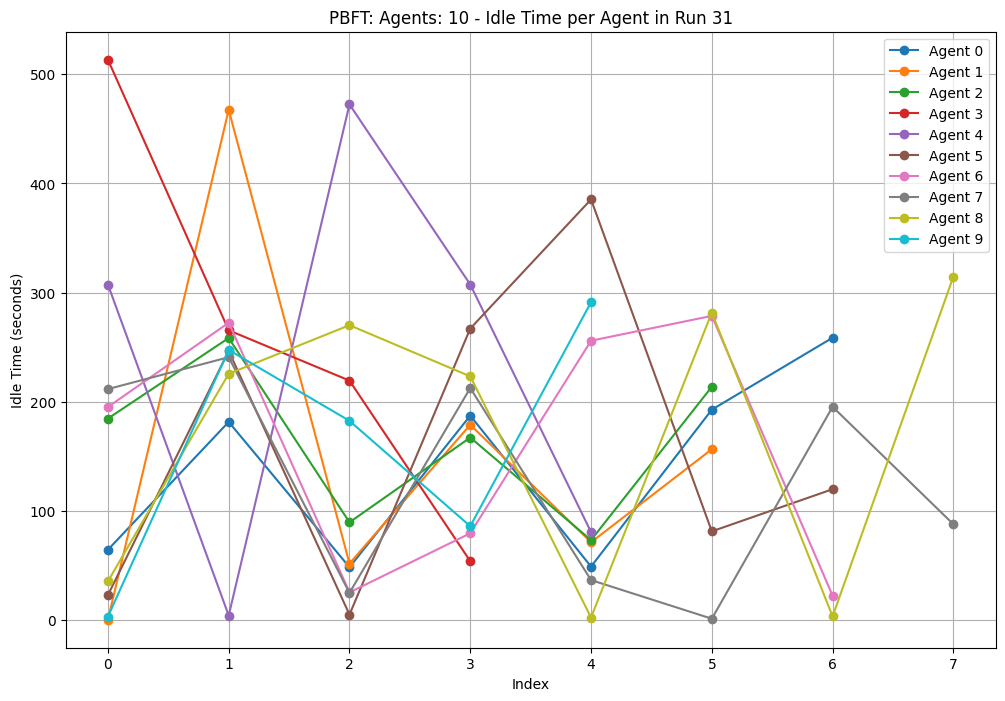 PBFT: Agents: 10 - Idle Time per Agent in Run 31
Idle Time (seconds)
500
400
300
200
100
0
0 1 2 3 4 5 6 7
Index
Agent 0
Agent 1
Agent 2
Agent 3
Agent 4
Agent 5
Agent 6
Agent 7
Agent 8
Agent 9